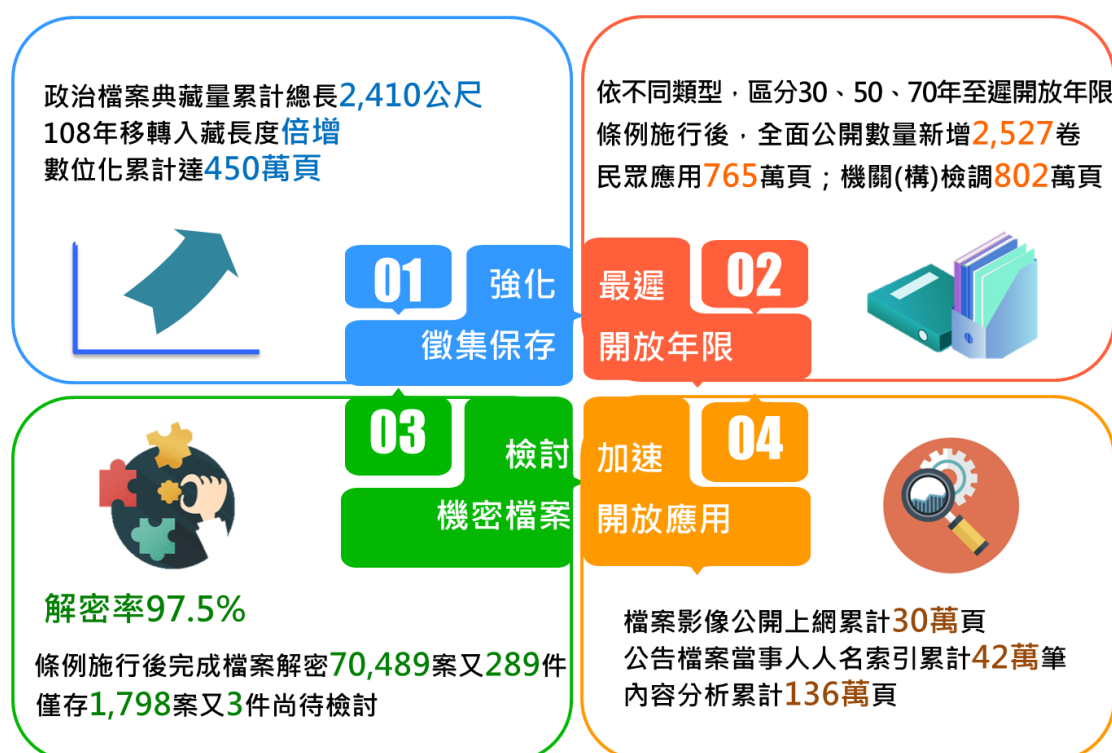 政治檔案典藏量累計總長2,410公尺
108年移轉入藏長度倍增
數位化累計達450萬頁
01
強化
徵集保存
依不同類型，區分30、50、70年至遲開放年限
條例施行後，全面公開數量新增2,527卷
民眾應用765萬頁；機關(構)檢調802萬頁
最遲
02
開放年限
03
檢討
機密檔案
解密率97.5%
條例施行後完成檔案解密70,489案又289件
僅存1,798案又3件尚待檢討
加速
04
開放應用
檔案影像公開上網累計30萬頁
公告檔案當事人人名索引累計42萬筆
內容分析累計136萬頁